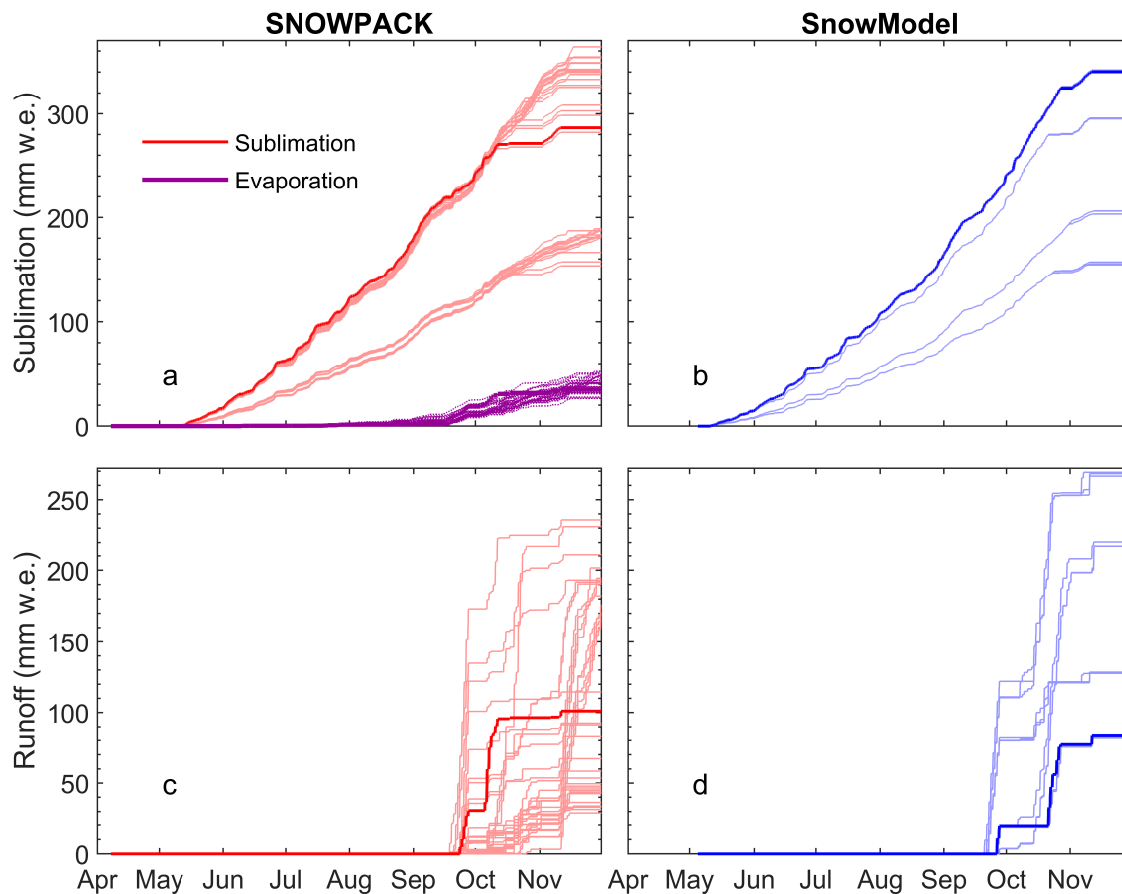 SNOWPACK
SnowModel
Sublimation (mm w.e.)
300
200
100
0
Sublimation
Evaporation
a
b
Runoff (mm w.e.)
250
200
150
100
50
0
c
d
Apr May Jun Jul Aug Sep Oct Nov
Apr May Jun Jul Aug Sep Oct Nov